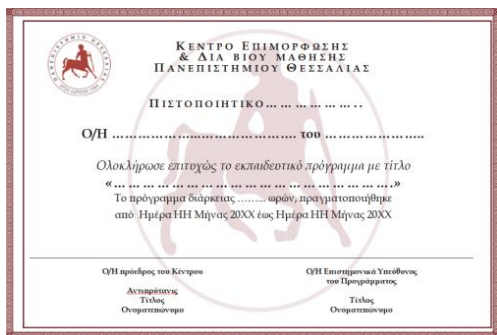 ΚΕΝΤΡΟ ΕΠΙΜΟΡΦΩΣΗΣ
& ΔΙΑ ΒΙΟΥ ΜΑΘΗΣΗΣ
ΠΑΝΕΠΙΣΤΗΜΙΟΥ ΘΕΣΣΑΛΙΑΣ
ΠΙΣΤΟΠΟΙΗΤΙΚΟ… … … … … … ..
Ο/Η …………………………………… του …………………..
Ολοκλήρωσε επιτυχώς το εκπαιδευτικό πρόγραμμα με τίτλο
«… … … … … … … … … … … … … … … … … … … ….»
Το πρόγραμμα διάρκειας ……… ωρών, πραγματοποιήθηκε
από Ημέρα ΗΗ Μήνας 20ΧΧ έως Ημέρα ΗΗ Μήνας 20ΧΧ
Ο/Η πρόεδρος του Κέντρου
Αντιπρύτανις
Τίτλος
Ονοματεπώνυμο
Ο/Η Επιστημονικά Υπεύθυνος
του Προγράμματος
Τίτλος
Ονοματεπώνυμο